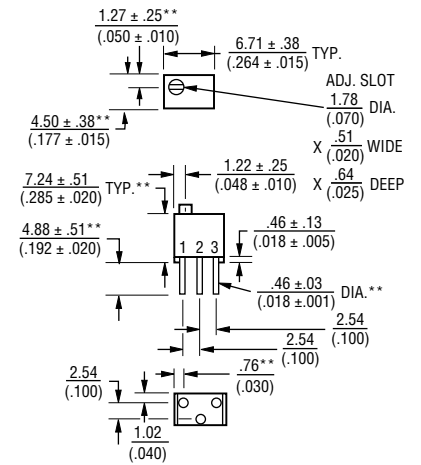 1.27 ± .25**
(.050 ± .010)
6.71 ± .38 TYP.
(.264 ± .015)
ADJ. SLOT
1.78 DIA.
(.070)
4.50 ± .38**
(.177 ± .015)
X .51 WIDE
(.020)
1.22 ± .25
(.048 ± .010)
X .64 DEEP
(.025)
7.24 ± .51 TYP.**
(.285 ± .020)
4.88 ± .51**
(.192 ± .020)
1 2 3
.46 ± .13
(.018 ± .005)
.46 ±.03 DIA.**
(.018 ±.001)
2.54
(.100)
2.54
(.100)
2.54
(.100)
.76**
(.030)
1.02
(.040)